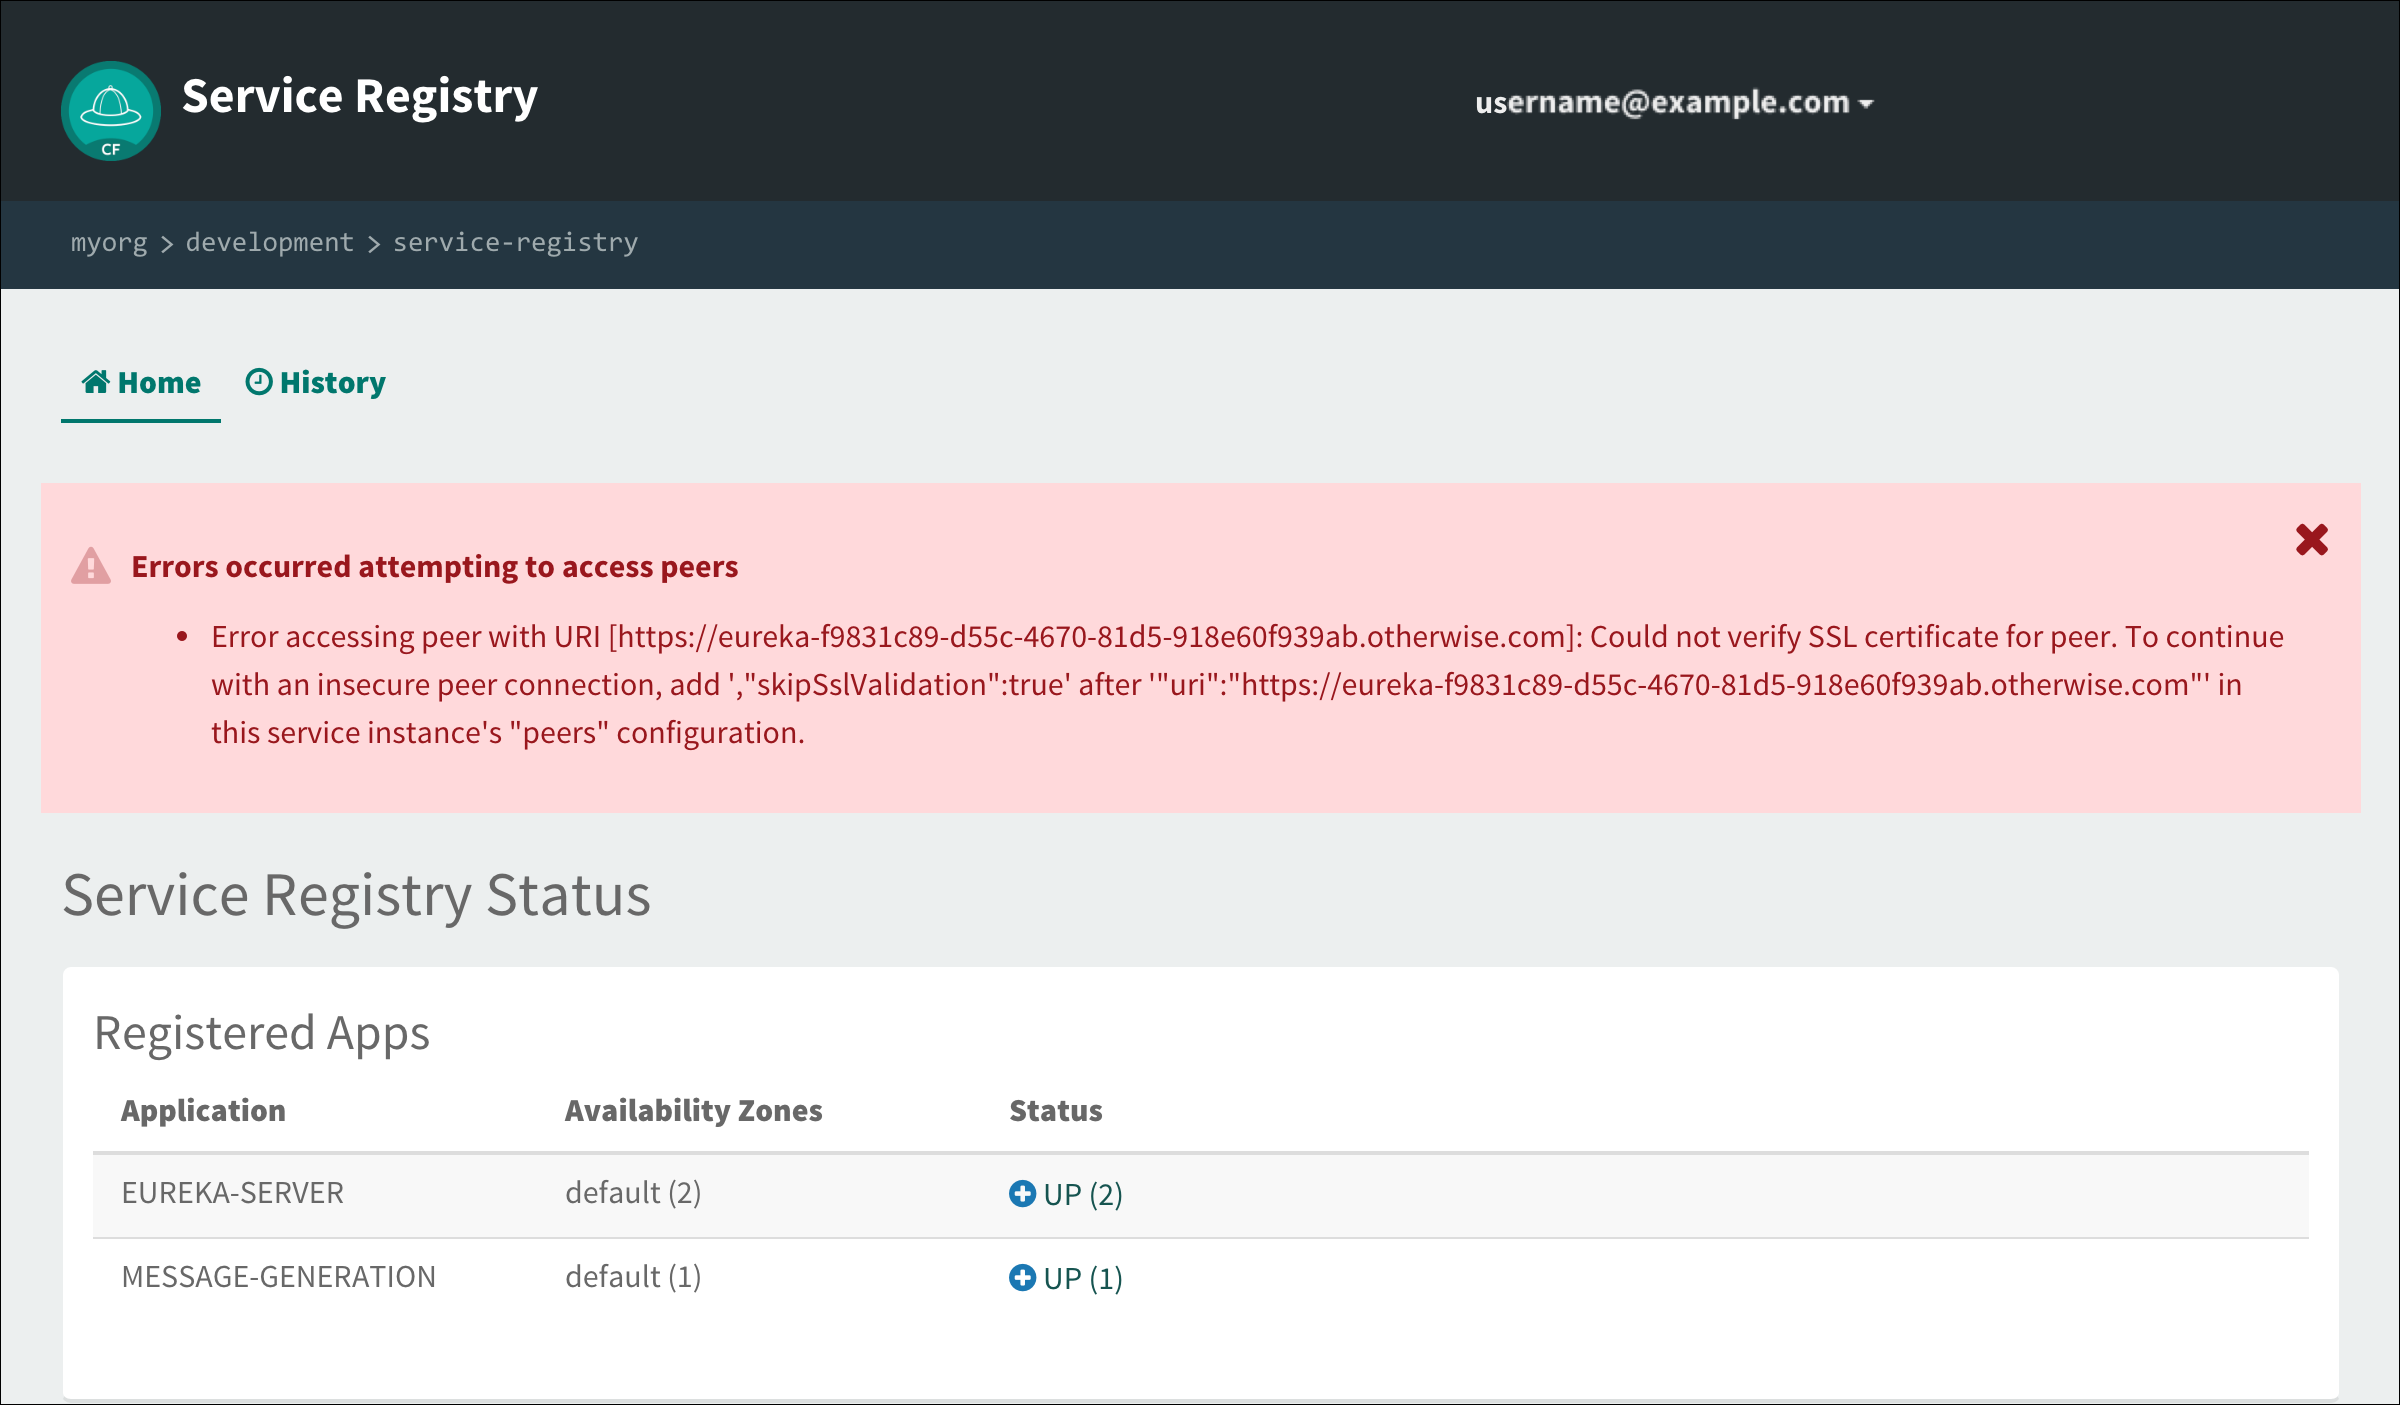 CF
Service Registry
username@example.com
myorg > development > service-registry
Home
History
Errors occurred attempting to access peers
• Error accessing peer with URI [https://eureka-f9831c89-d55c-4670-81d5-918e60f939ab.otherwise.com]: Could not verify SSL certificate for peer. To continue
with an insecure peer connection, add ',"skipSslValidation":true' after '"uri":"https://eureka-f9831c89-d55c-4670-81d5-918e60f939ab.otherwise.com"' in
this service instance's "peers" configuration.
Service Registry Status
Registered Apps
Application Availability Zones Status
EUREKA-SERVER default (2) UP (2)
MESSAGE-GENERATION default (1) UP (1)